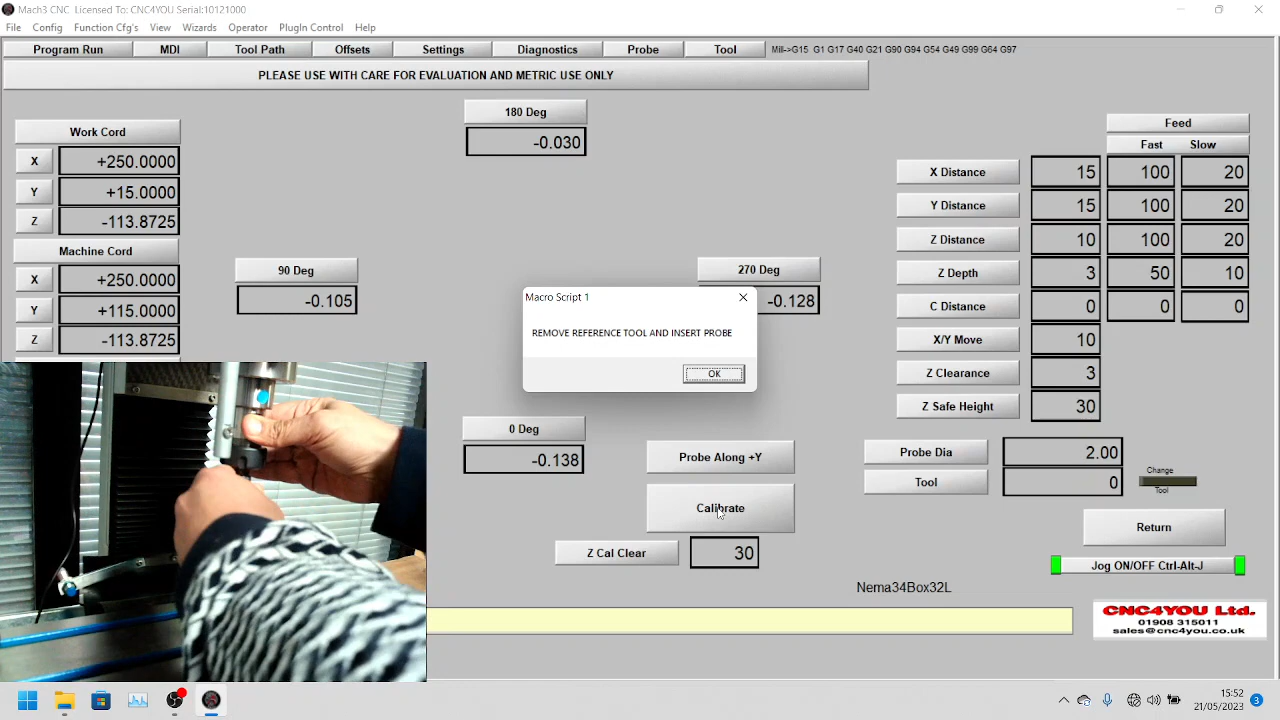 Mach3 CNC. Licensed To: CNC4YOU Serial:10121000
File Config Function Cfg's View Wizards Operator PlugIn Control Help
Program Run MDI Tool Path Offsets Settings Diagnostics Probe Tool Mill->G15 G1 G17 G40 G21 G90 G94 G54 G49 G99 G64 G97
PLEASE USE WITH CARE FOR EVALUATION AND METRIC USE ONLY
180 Deg
-0.030
Work Cord
X +250.0000
Y +15.0000
Z -113.8725
Machine Cord
X +250.0000
Y +115.0000
Z -113.8725
90 Deg
-0.105
270 Deg
-0.128
Macro Script 1
REMOVE REFERENCE TOOL AND INSERT PROBE
OK
0 Deg
-0.138
Probe Along +Y
Calibrate
Z Cal Clear 30
Feed
Fast Slow
X Distance 15 100 20
Y Distance 15 100 20
Z Distance 10 100 20
Z Depth 3 50 10
C Distance 0 0 0
X/Y Move 10
Z Clearance 3
Z Safe Height 30
Probe Dia 2.00
Tool 0
Change
Tool
Return
Jog ON/OFF Ctrl-Alt-J
Nema34Box32L
CNC4YOU Ltd.
01908 315011
sales@cnc4you.co.uk
15:52
21/05/2023
3